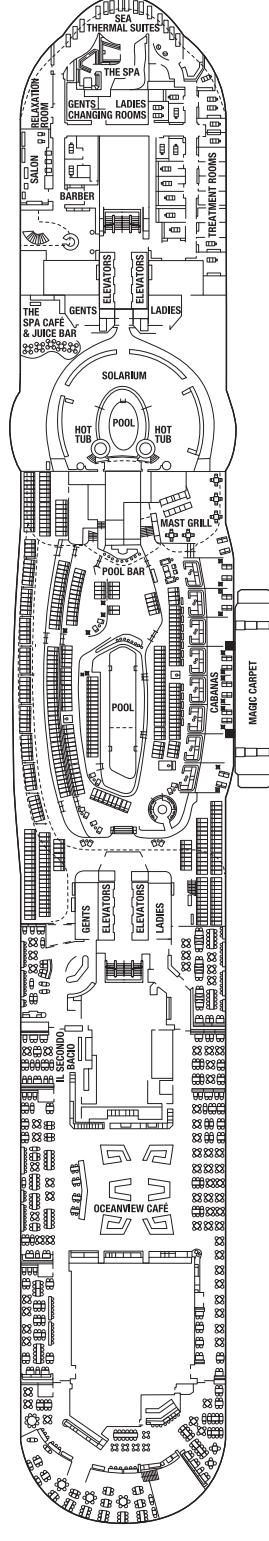 SEA
THERMAL SUITES
THE SPA
RELAXATION
ROOM
GENTS
LADIES
CHANGING ROOMS
SALON
TREATMENT ROOMS
BARBER
ELEVATORS
ELEVATORS
THE
SPA CAFÉ
& JUICE BAR
GENTS
LADIES
SOLARIUM
POOL
HOT
TUB
HOT
TUB
MAST GRILL
POOL BAR
CABANAS
MAGIC CARPET
POOL
GENTS
ELEVATORS
ELEVATORS
LADIES
IL SECONDO
BACIO
OCEANVIEW CAFÉ